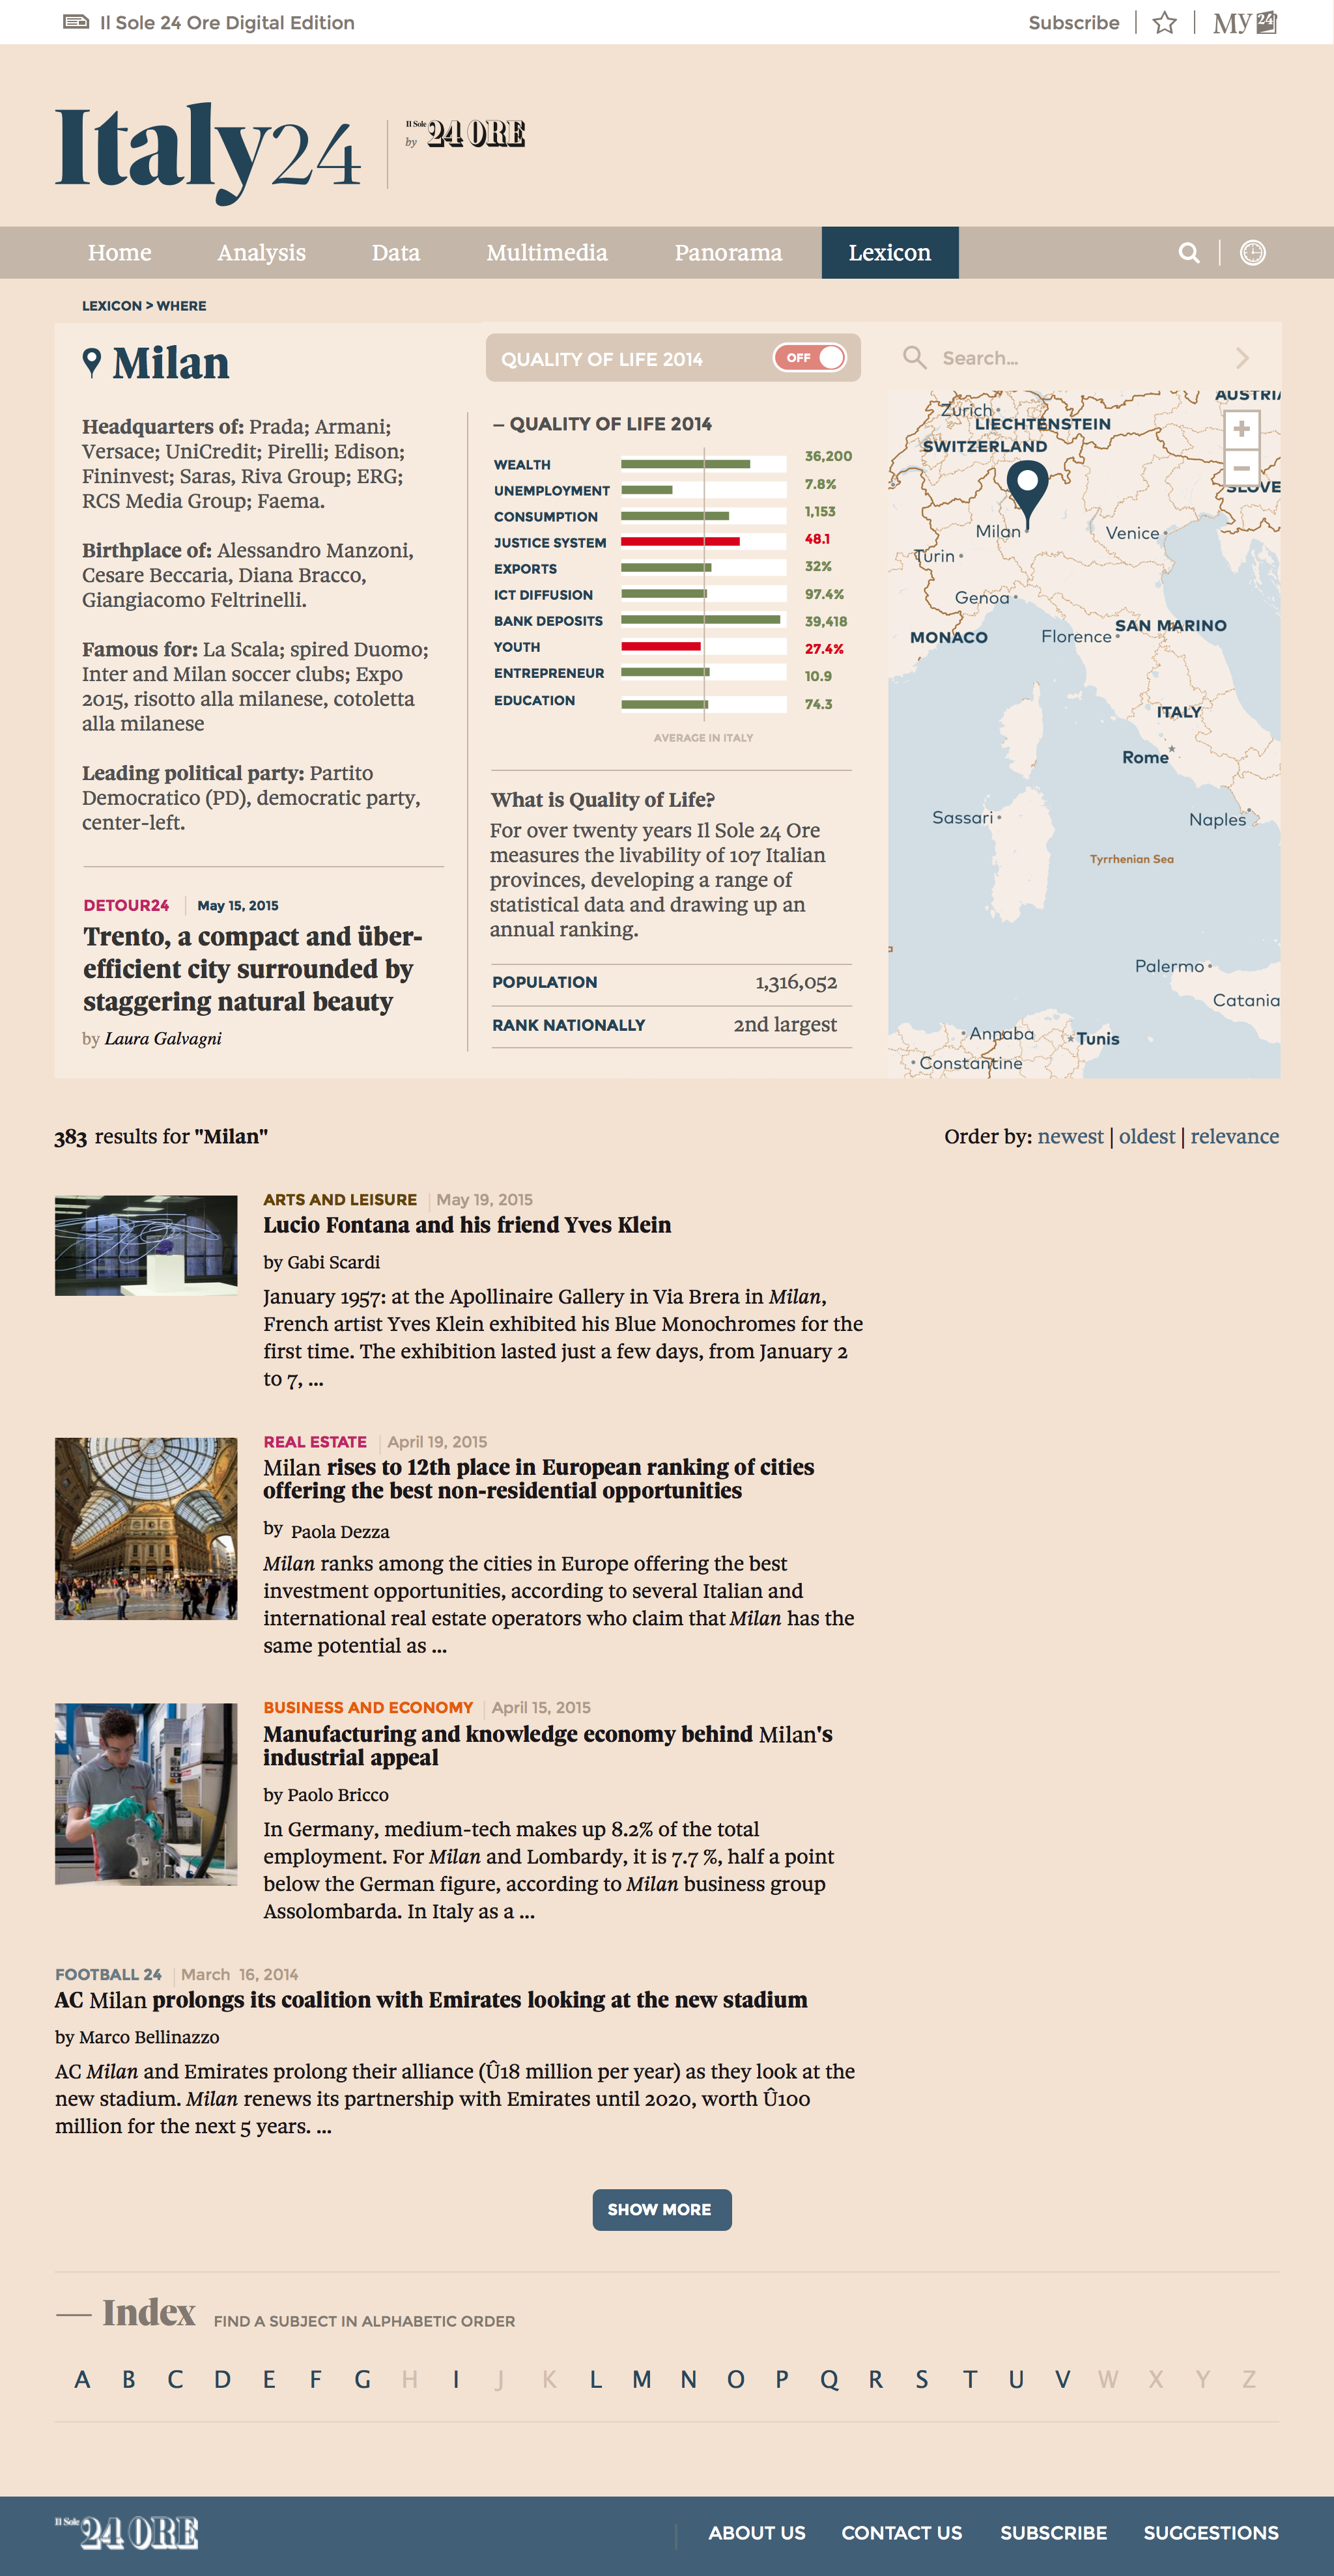 Il Sole 24 Ore Digital Edition
Subscribe
My 24
Italy24
Il Sole
by 24 ORE
Home Analysis Data Multimedia Panorama Lexicon
LEXICON > WHERE
Milan
Headquarters of: Prada; Armani;
Versace; UniCredit; Pirelli; Edison;
Fininvest; Saras, Riva Group; ERG;
RCS Media Group; Faema.
Birthplace of: Alessandro Manzoni,
Cesare Beccaria, Diana Bracco,
Giangiacomo Feltrinelli.
Famous for: La Scala; spired Duomo;
Inter and Milan soccer clubs; Expo
2015, risotto alla milanese, cotoletta
alla milanese
Leading political party: Partito
Democratico (PD), democratic party,
center-left.
DETOUR24 May 15, 2015
Trento, a compact and über-
efficient city surrounded by
staggering natural beauty
by Laura Galvagni
QUALITY OF LIFE 2014 OFF
– QUALITY OF LIFE 2014
WEALTH 36,200
UNEMPLOYMENT 7.8%
CONSUMPTION 1,153
JUSTICE SYSTEM 48.1
EXPORTS 32%
ICT DIFFUSION 97.4%
BANK DEPOSITS 39,418
YOUTH 27.4%
ENTREPRENEUR 10.9
EDUCATION 74.3
AVERAGE IN ITALY
What is Quality of Life?
For over twenty years Il Sole 24 Ore
measures the livability of 107 Italian
provinces, developing a range of
statistical data and drawing up an
annual ranking.
POPULATION 1,316,052
RANK NATIONALLY 2nd largest
Search...
AUSTRIA
Zurich
LIECHTENSTEIN
SWITZERLAND
+
−
SLOVE
Milan
Venice
Turin
Genoa
SAN MARINO
MONACO
Florence
ITALY
Rome
Sassari
Naples
Tyrrhenian Sea
a
Palermo
Catania
Annaba
Tunis
Constantine
383 results for "Milan"
Order by: newest | oldest | relevance
ARTS AND LEISURE May 19, 2015
Lucio Fontana and his friend Yves Klein
by Gabi Scardi
January 1957: at the Apollinaire Gallery in Via Brera in Milan,
French artist Yves Klein exhibited his Blue Monochromes for the
first time. The exhibition lasted just a few days, from January 2
to 7, ...
REAL ESTATE April 19, 2015
Milan rises to 12th place in European ranking of cities
offering the best non-residential opportunities
by Paola Dezza
Milan ranks among the cities in Europe offering the best
investment opportunities, according to several Italian and
international real estate operators who claim that Milan has the
same potential as ...
BUSINESS AND ECONOMY April 15, 2015
Manufacturing and knowledge economy behind Milan's
industrial appeal
by Paolo Bricco
In Germany, medium-tech makes up 8.2% of the total
employment. For Milan and Lombardy, it is 7.7 %, half a point
below the German figure, according to Milan business group
Assolombarda. In Italy as a ...
FOOTBALL 24 March 16, 2014
AC Milan prolongs its coalition with Emirates looking at the new stadium
by Marco Bellinazzo
AC Milan and Emirates prolong their alliance (Û18 million per year) as they look at the
new stadium. Milan renews its partnership with Emirates until 2020, worth Û100
million for the next 5 years. ...
SHOW MORE
Index FIND A SUBJECT IN ALPHABETIC ORDER
A B C D E F G H I J K L M N O P Q R S T U V W X Y Z
Il Sole 24 ORE
ABOUT US CONTACT US SUBSCRIBE SUGGESTIONS